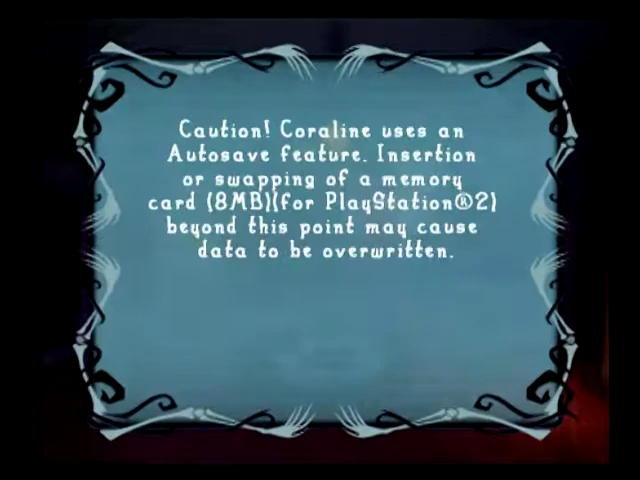 Caution! Coraline uses an
Autosave feature. Insertion
or swapping of a memory
card (8MB)(for PlayStation®2)
beyond this point may cause
data to be overwritten.